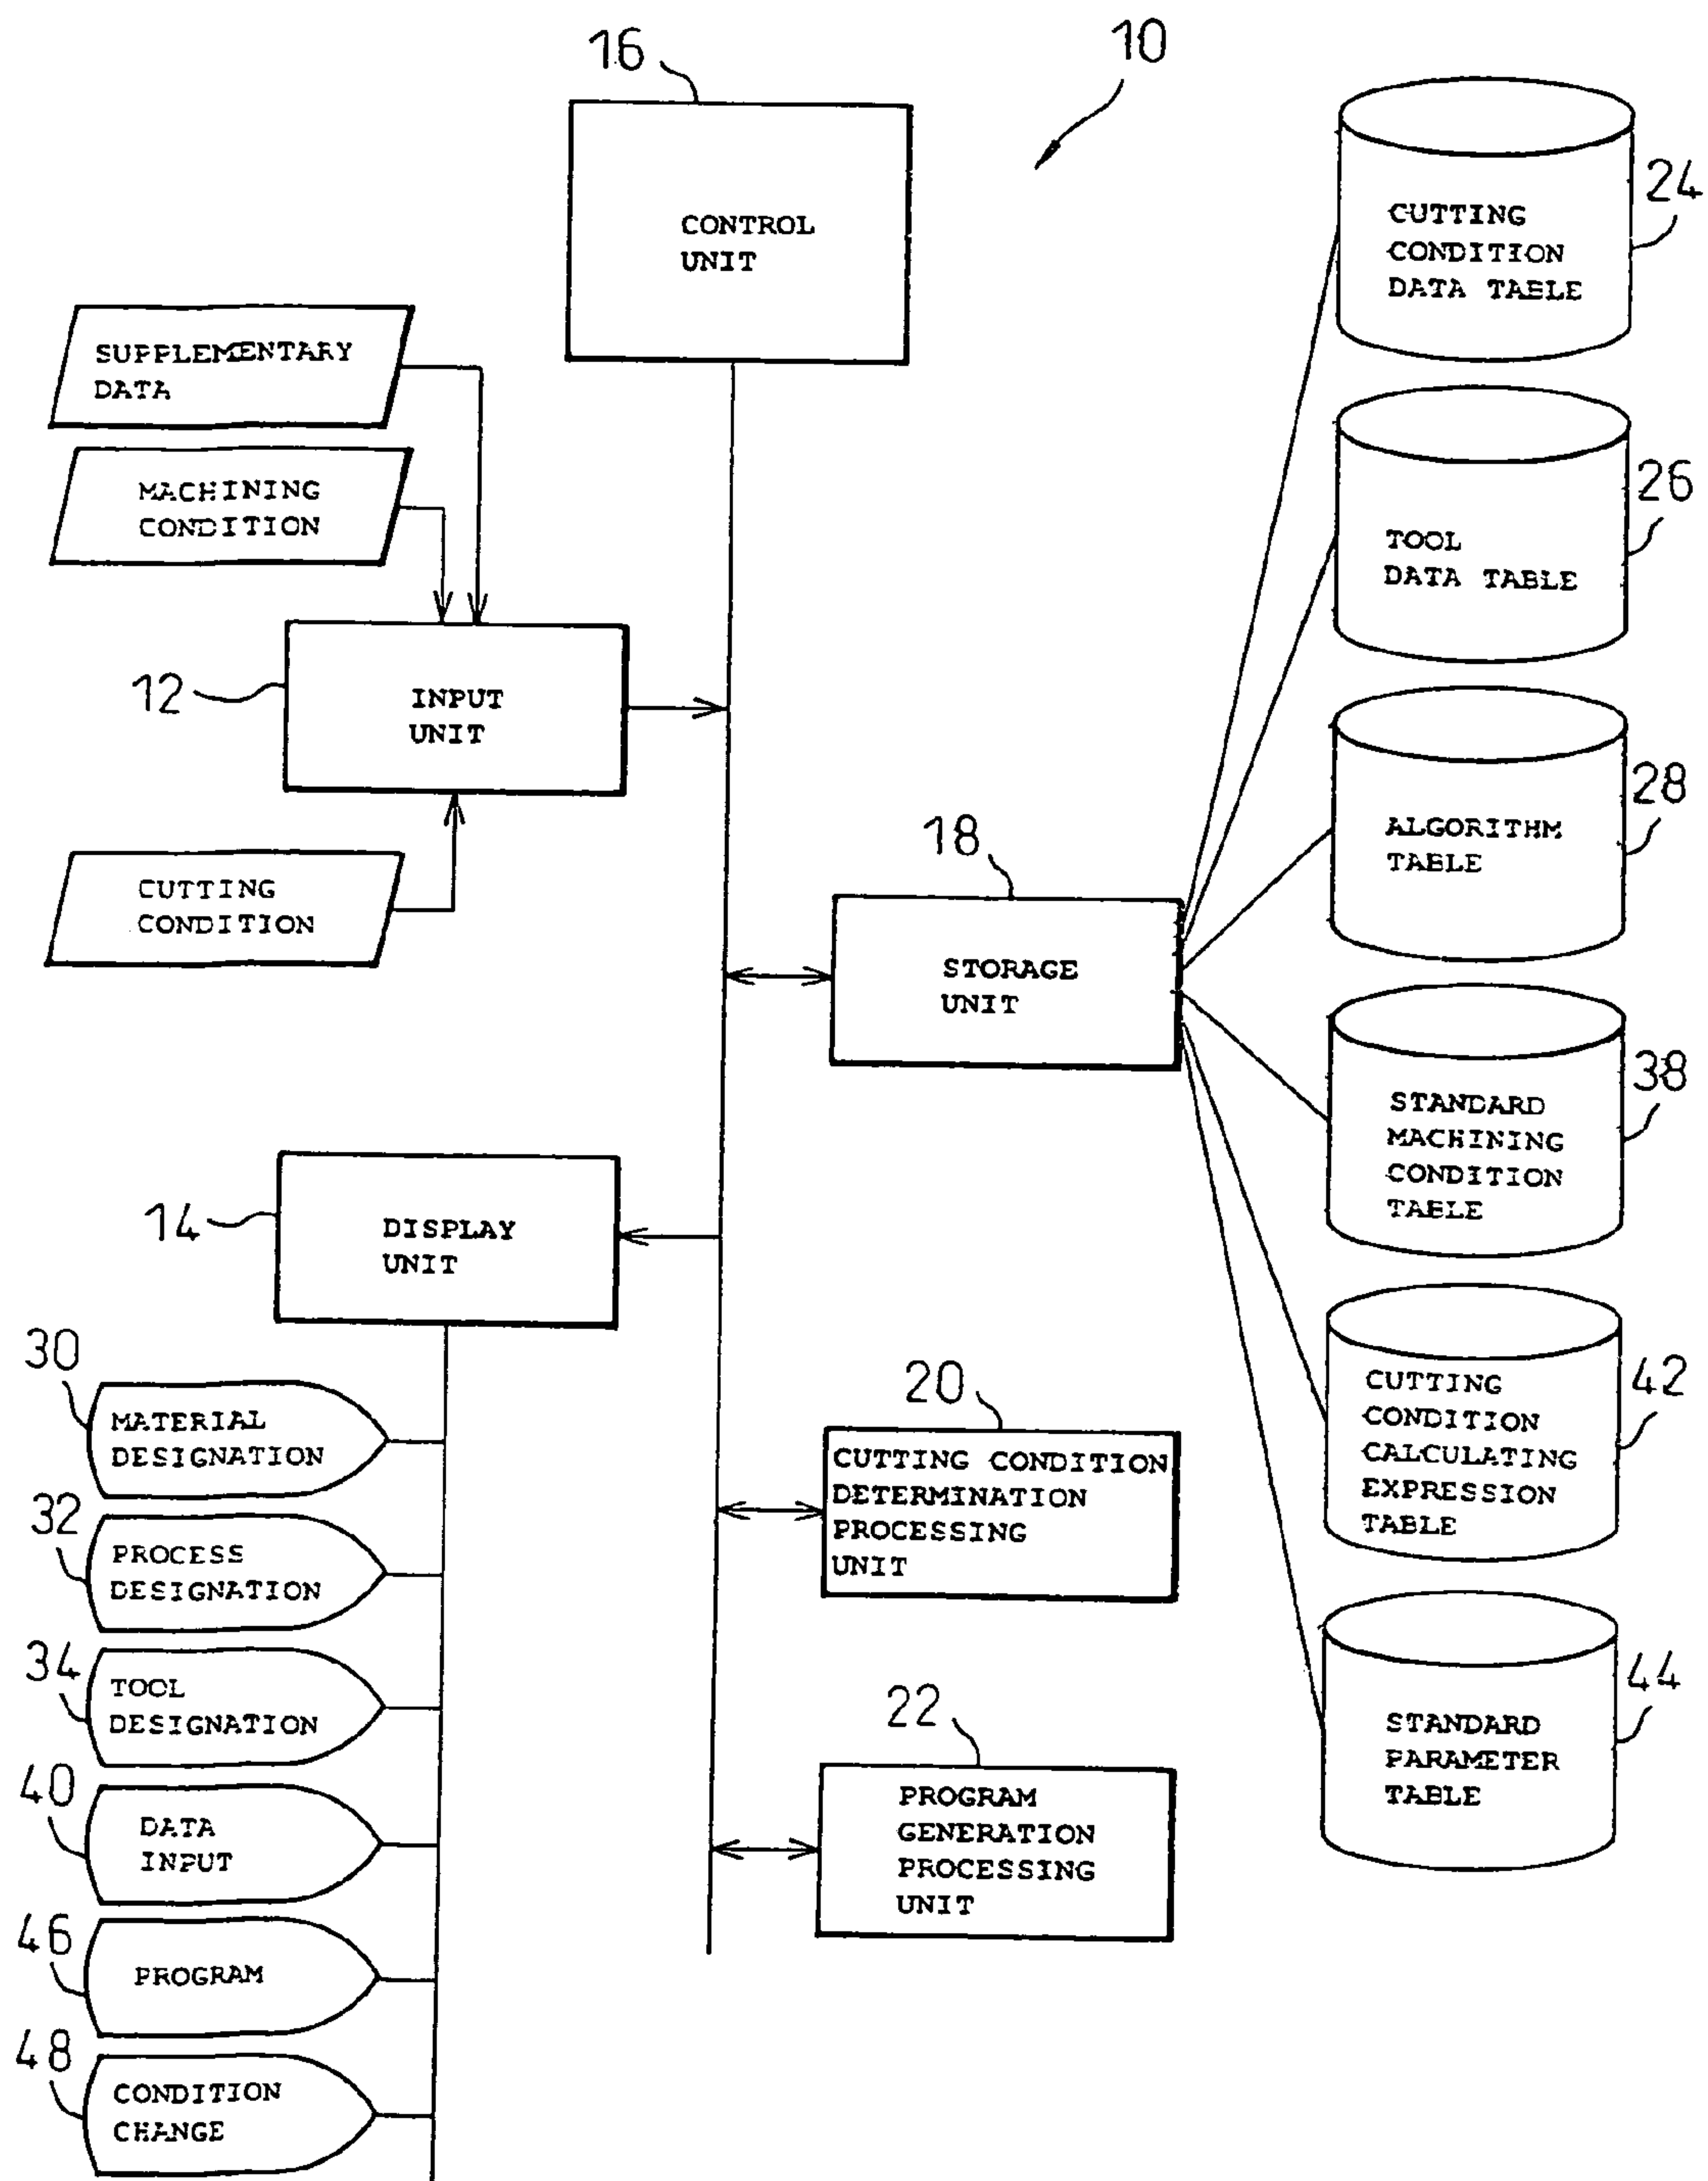 16
10
CONTROL
UNIT
24
CUTTING
CONDITION
DATA TABLE
SUPPLEMENTARY
DATA
MACHINING
CONDITION
26
TOOL
DATA TABLE
12
INPUT
UNIT
28
ALGORITHM
TABLE
CUTTING
CONDITION
18
STORAGE
UNIT
38
STANDARD
MACHINING
CONDITION
TABLE
14
DISPLAY
UNIT
42
CUTTING
CONDITION
CALCULATING
EXPRESSION
TABLE
30
MATERIAL
DESIGNATION
20
CUTTING CONDITION
DETERMINATION
PROCESSING
UNIT
32
PROCESS
DESIGNATION
34
TOOL
DESIGNATION
44
STANDARD
PARAMETER
TABLE
22
PROGRAM
GENERATION
PROCESSING
UNIT
40
DATA
INPUT
46
PROGRAM
48
CONDITION
CHANGE